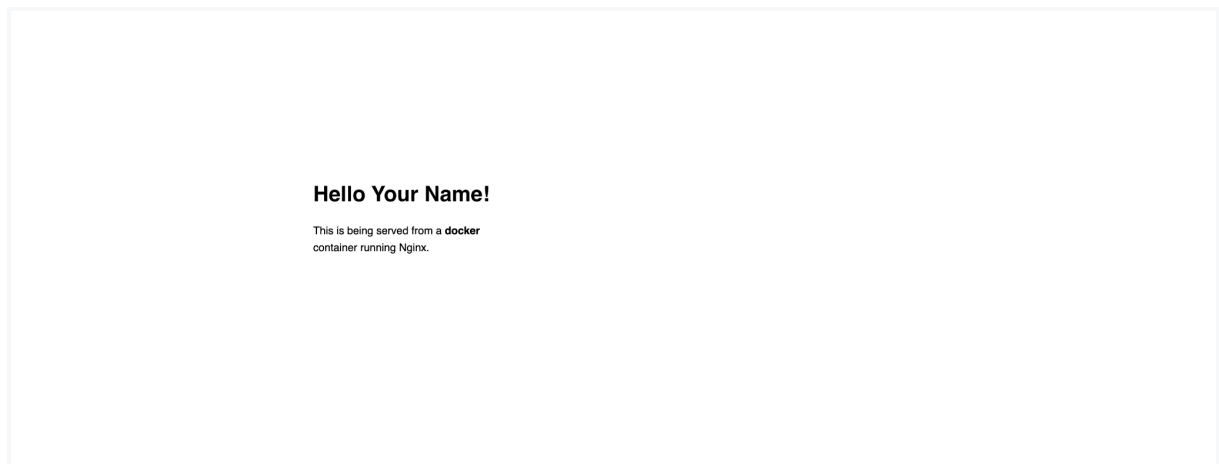 Hello Your Name!
This is being served from a docker
container running Nginx.